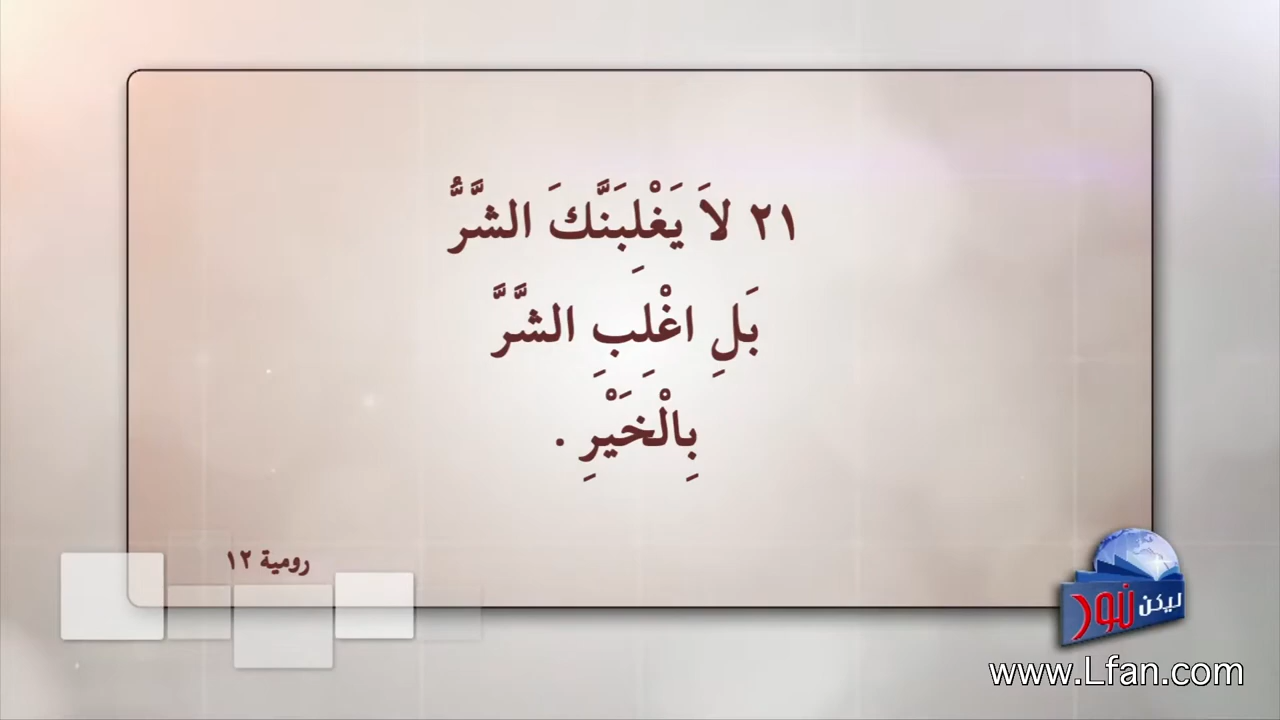 ٢١ لاَ يَغْلِبَنَّكَ الشَّرُّ
بَلِ اغْلِبِ الشَّرَّ
بِالْخَيْرِ .
رومية ١٢
ليكن نور
www.Lfan.com